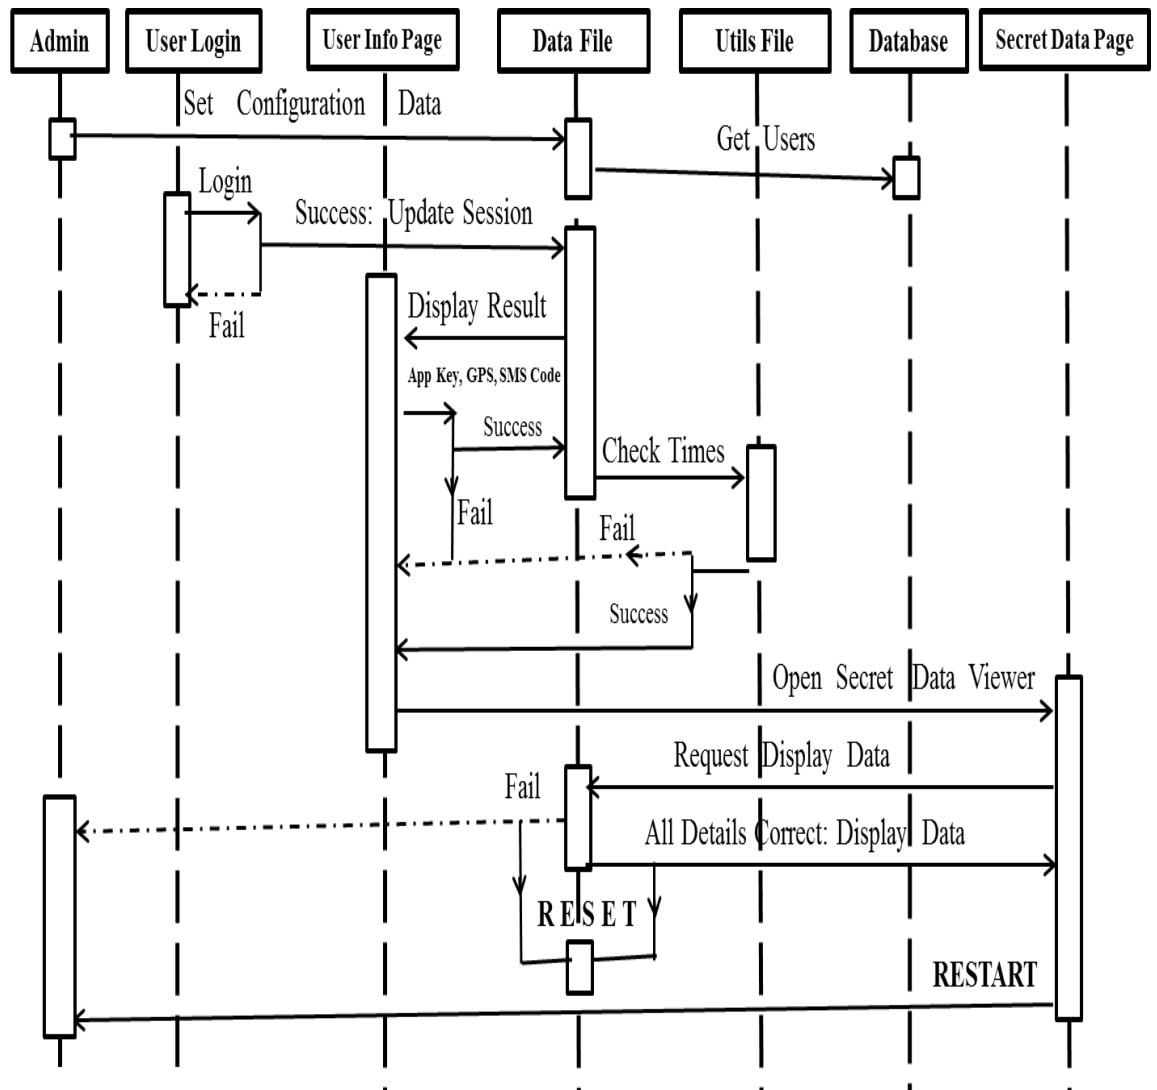 Admin
User Login
User Info Page
Data File
Utils File
Database
Secret Data Page
Set Configuration Data
Get Users
Login
Success: Update Session
Display Result
Fail
App Key, GPS, SMS Code
Success
Check Times
Fail
Fail
Success
Open Secret Data Viewer
Request Display Data
Fail
All Details Correct: Display Data
R E S E T
RESTART